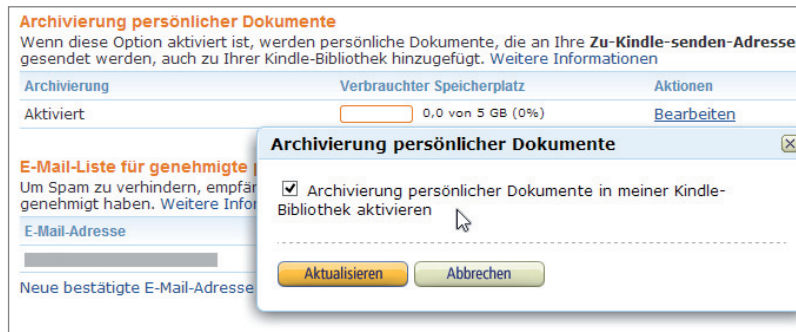 Archivierung persönlicher Dokumente
Wenn diese Option aktiviert ist, werden persönliche Dokumente, die an Ihre Zu-Kindle-senden-Adresse
gesendet werden, auch zu Ihrer Kindle-Bibliothek hinzugefügt. Weitere Informationen
Archivierung Verbrauchter Speicherplatz Aktionen
Aktiviert 0,0 von 5 GB (0%) Bearbeiten
Archivierung persönlicher Dokumente
Archivierung persönlicher Dokumente in meiner Kindle-
Bibliothek aktivieren
Aktualisieren Abbrechen
E-Mail-Liste für genehmigte
Um Spam zu verhindern,
genehmigt haben. Weitere
E-Mail-Adresse
Neue bestätigte E-Mail-Adresse